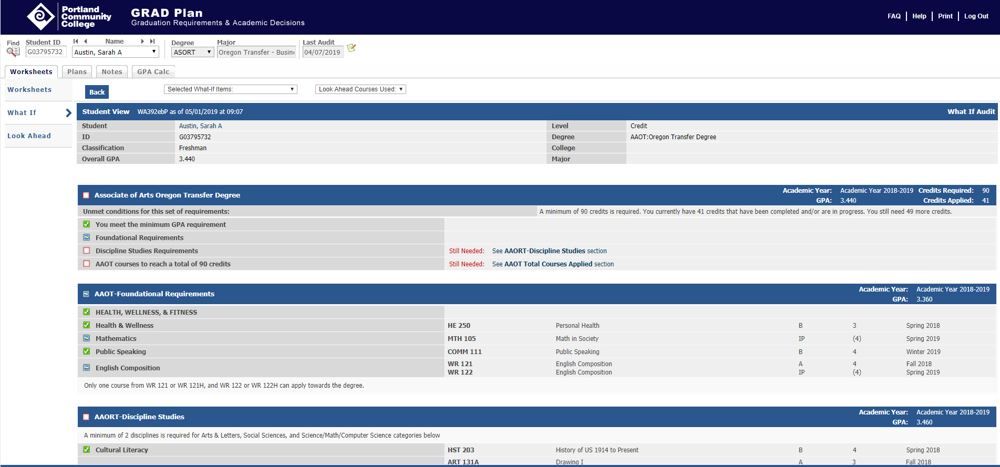 Portland
Community
College
GRAD Plan
Graduation Requirements & Academic Decisions
FAQ Help Print Log Out
Find Student ID Name Degree Major Last Audit
G03795732 Austin, Sarah A ASORT Oregon Transfer - Busin 04/07/2019
Worksheets Plans Notes GPA Calc
Worksheets
What If
Look Ahead
Back Selected What-If Items: Look Ahead Courses Used:
Student View WA392ebP as of 05/01/2019 at 09:07 What If Audit
Student Austin, Sarah A Level Credit
ID G03795732 Degree AAOT:Oregon Transfer Degree
Classification Freshman College
Overall GPA 3.440 Major
Associate of Arts Oregon Transfer Degree
Academic Year: Academic Year 2018-2019 Credits Required: 90
GPA: 3.440 Credits Applied: 41
Unmet conditions for this set of requirements: A minimum of 90 credits is required. You currently have 41 credits that have been completed and/or are in progress. You still need 49 more credits.
You meet the minimum GPA requirement
Foundational Requirements
Discipline Studies Requirements Still Needed: See AAORT-Discipline Studies section
AAOT courses to reach a total of 90 credits Still Needed: See AAOT Total Courses Applied section
AAOT-Foundational Requirements
Academic Year: Academic Year 2018-2019
GPA: 3.360
HEALTH, WELLNESS, & FITNESS
Health & Wellness HE 250 Personal Health B 3 Spring 2018
Mathematics MTH 105 Math in Society IP (4) Spring 2019
Public Speaking COMM 111 Public Speaking B 4 Winter 2019
English Composition WR 121 English Composition A 4 Fall 2018
WR 122 English Composition IP (4) Spring 2019
Only one course from WR 121 or WR 121H, and WR 122 or WR 122H can apply towards the degree.
AAORT-Discipline Studies
Academic Year: Academic Year 2018-2019
GPA: 3.460
A minimum of 2 disciplines is required for Arts & Letters, Social Sciences, and Science/Math/Computer Science categories below
Cultural Literacy HST 203 History of US 1914 to Present B 4 Spring 2018
ART 131A Drawing I A 3 Fall 2018